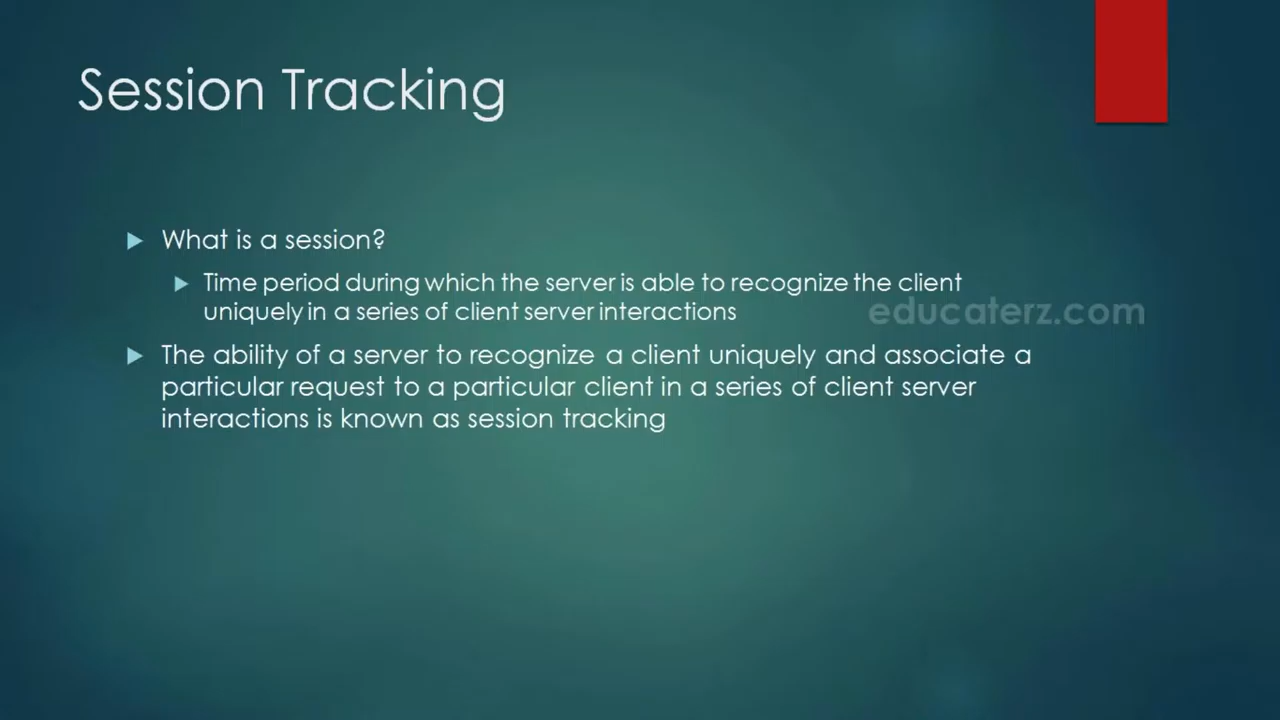 Session Tracking
What is a session?
Time period during which the server is able to recognize the client
uniquely in a series of client server interactions
educaterz.com
The ability of a server to recognize a client uniquely and associate a
particular request to a particular client in a series of client server
interactions is known as session tracking